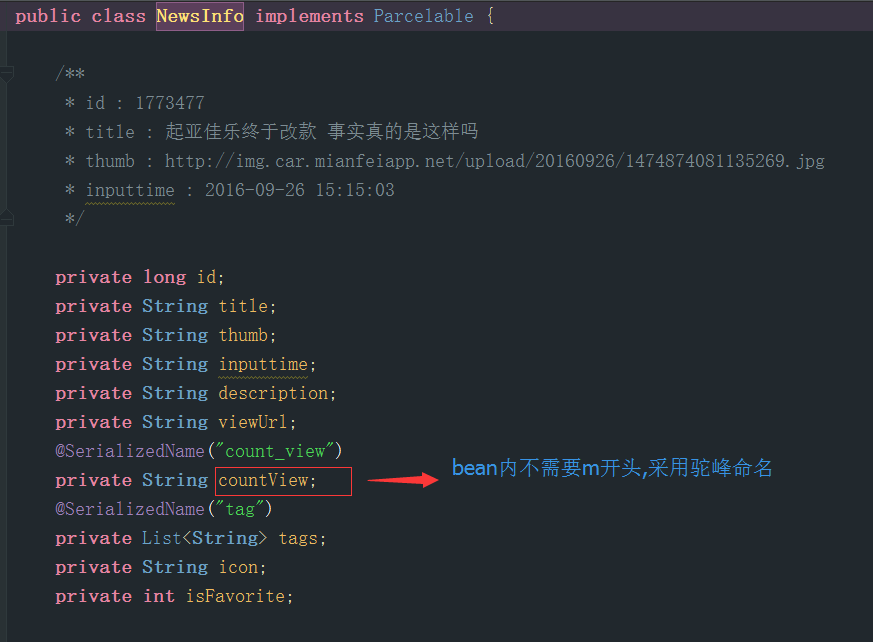 public class NewsInfo implements Parcelable {
/**
* id : 1773477
* title : 起亚佳乐终于改款 事实真的是这样吗
* thumb : http://img.car.mianfeiapp.net/upload/20160926/1474874081135269.jpg
* inputtime : 2016-09-26 15:15:03
*/
private long id;
private String title;
private String thumb;
private String inputtime;
private String description;
private String viewUrl;
@SerializedName("count_view")
private String countView;
bean内不需要m开头,采用驼峰命名
@SerializedName("tag")
private List<String> tags;
private String icon;
private int isFavorite;